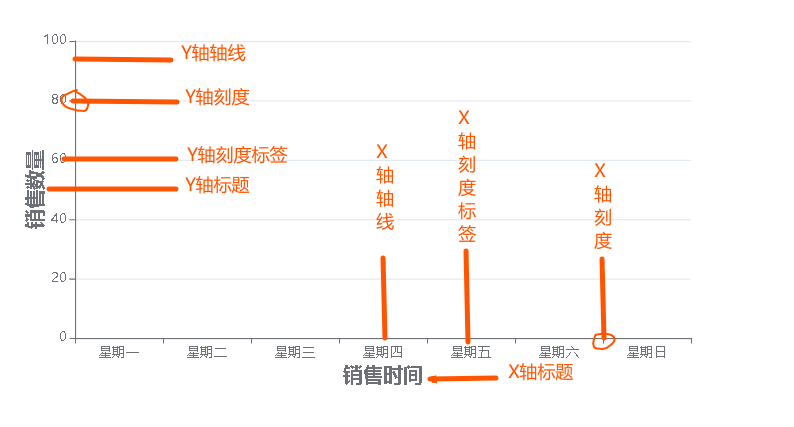 100
Y轴轴线
80
Y轴刻度
60
Y轴刻度标签
Y轴标题
销售数量
40
20
0
X轴轴线
X轴刻度标签
X轴刻度
星期一 星期二 星期三 星期四 星期五 星期六 星期日
销售时间
X轴标题